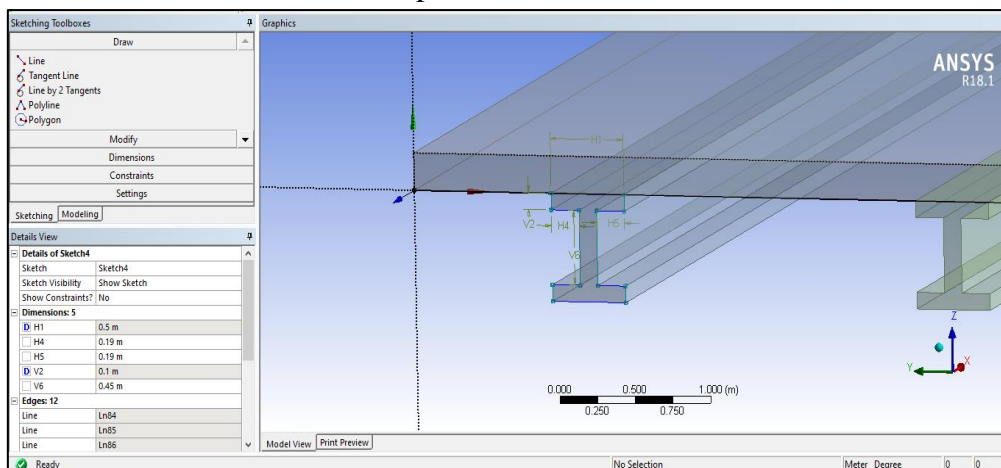 Sketching Toolboxes
Draw
Line
Tangent Line
Line by 2 Tangents
Polyline
Polygon
Modify
Dimensions
Constraints
Settings
Sketching Modeling
Details View
Details of Sketch4
Sketch Sketch4
Sketch Visibility Show Sketch
Show Constraints? No
Dimensions: 5
D H1 0.5 m
H4 0.19 m
H5 0.19 m
D V2 0.1 m
V6 0.45 m
Edges: 12
Line Ln84
Line Ln85
Line Ln86
Graphics
ANSYS
R18.1
H1
V2 H4 H5
V6
Z
Y X
0.000 0.500 1.000 (m)
0.250 0.750
Model View Print Preview
Ready No Selection Meter Degree 0 0